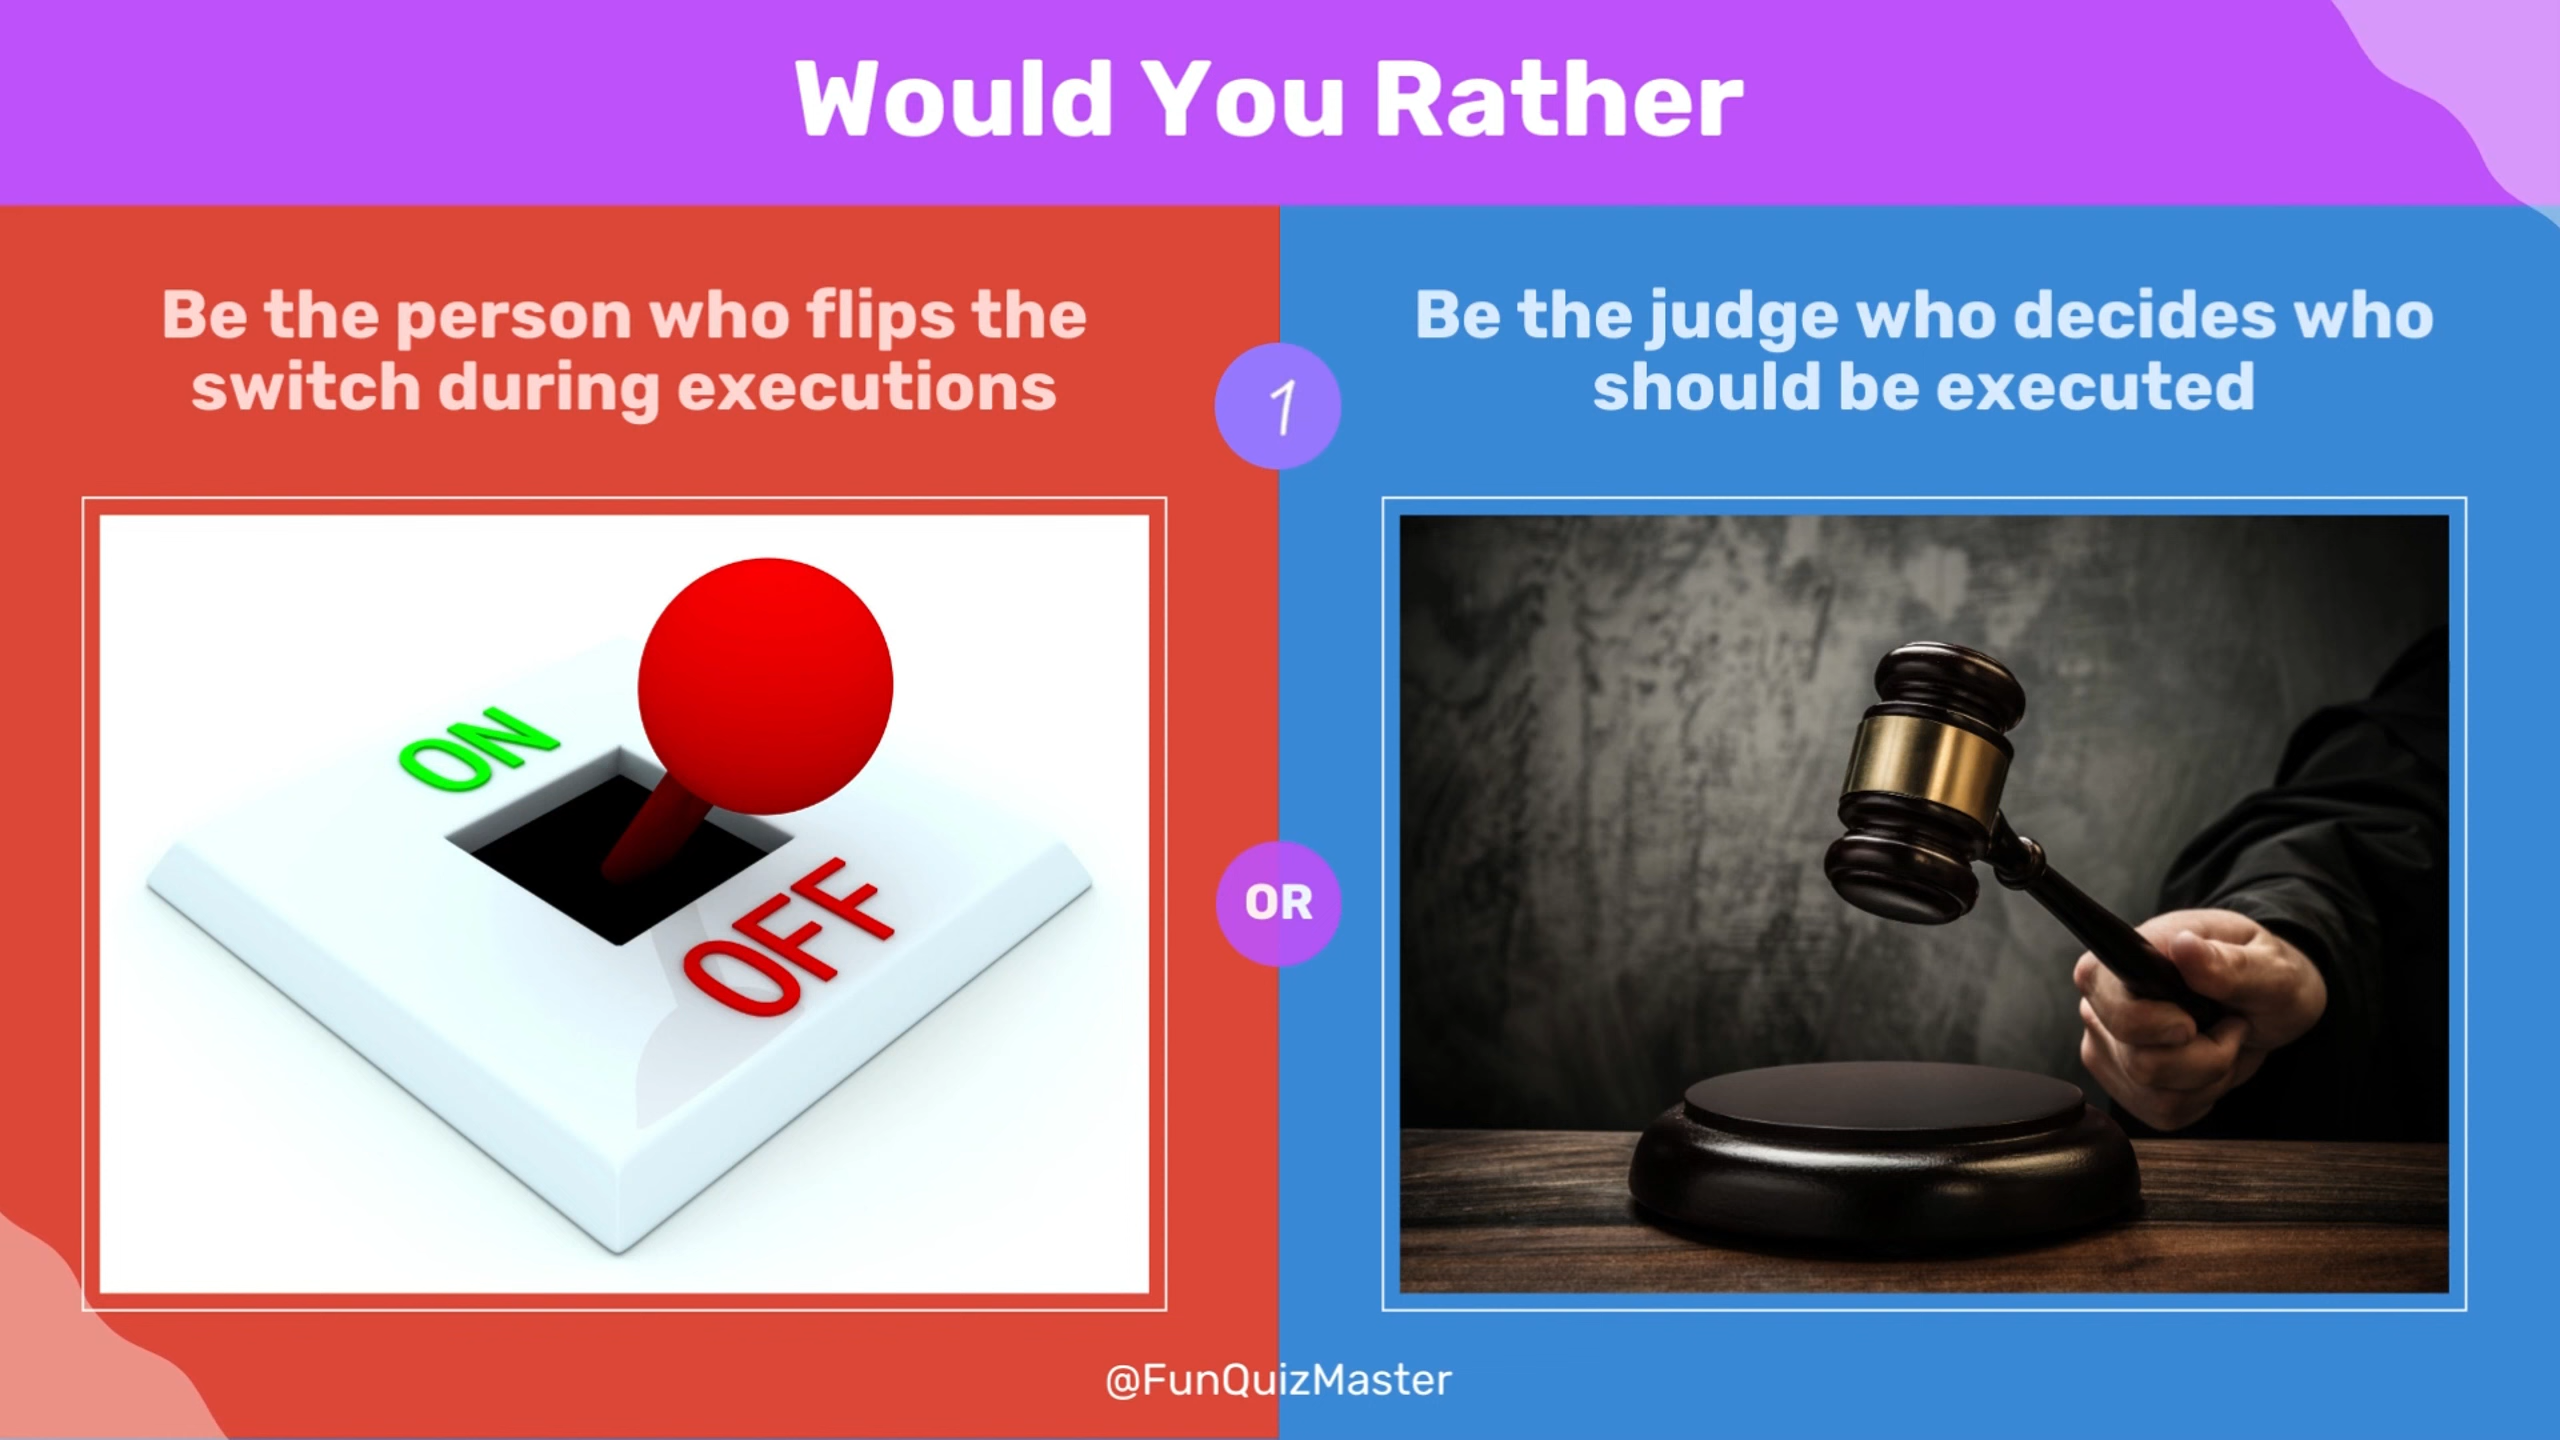 Would You Rather
Be the person who flips the
switch during executions
1
Be the judge who decides who
should be executed
ON
OFF
OR
@FunQuizMaster